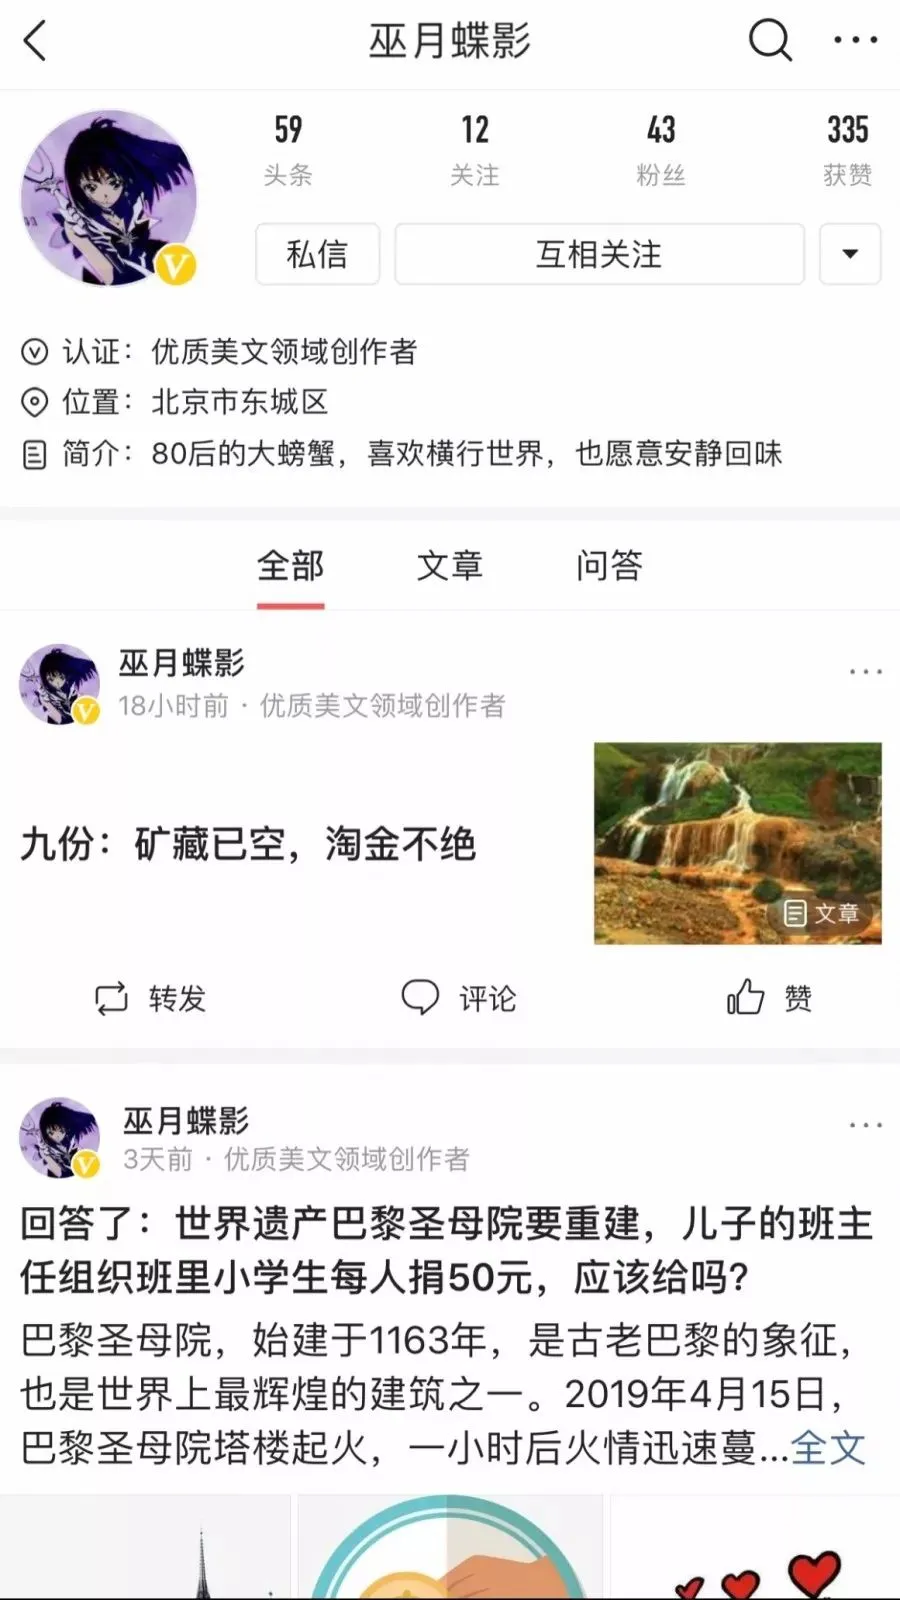 巫月蝶影
59 12 43 335
头条 关注 粉丝 获赞
私信 互相关注
认证：优质美文领域创作者
位置：北京市东城区
简介：80后的大螃蟹，喜欢横行世界，也愿意安静回味
全部 文章 问答
巫月蝶影
18小时前 · 优质美文领域创作者
九份：矿藏已空，淘金不绝
文章
转发 评论 赞
巫月蝶影
3天前 · 优质美文领域创作者
回答了：世界遗产巴黎圣母院要重建，儿子的班主
任组织班里小学生每人捐50元，应该给吗？
巴黎圣母院，始建于1163年，是古老巴黎的象征，
也是世界上最辉煌的建筑之一。2019年4月15日，
巴黎圣母院塔楼起火，一小时后火情迅速蔓...全文